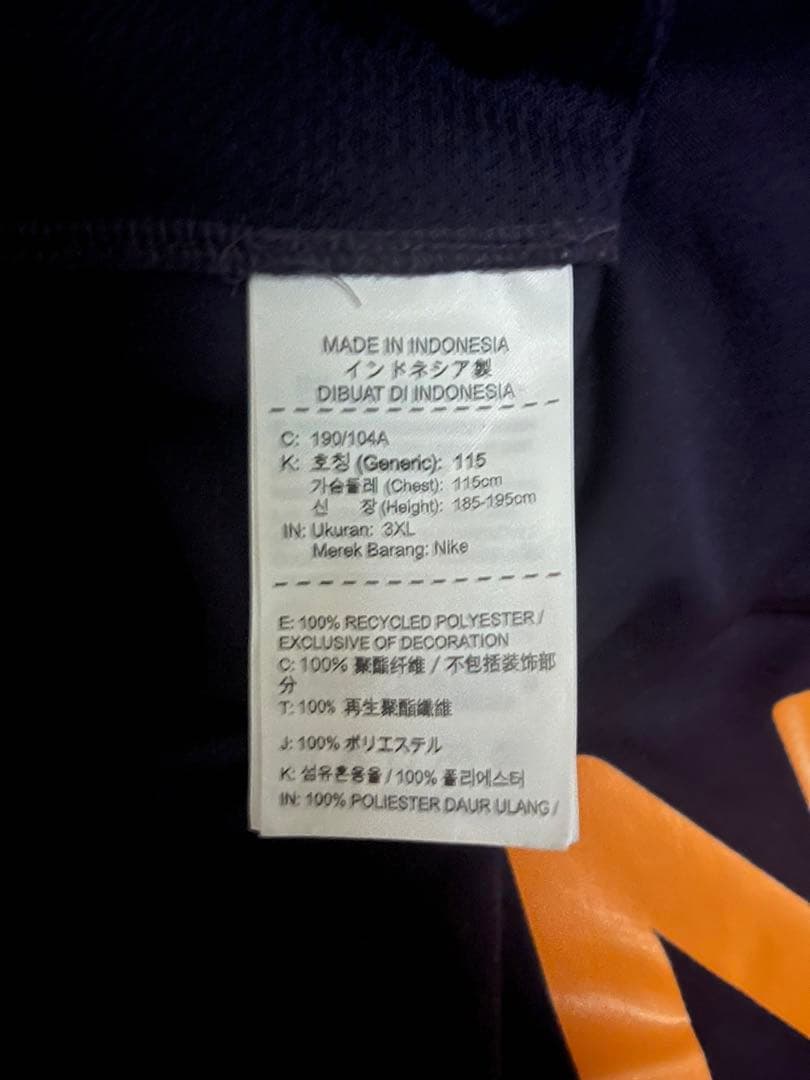 MADE IN INDONESIA
インドネシア製
DIBUAT DI INDONESIA
C: 190/104A
K: 호칭 (Generic): 115
가슴둘레 (Chest): 115cm
신 장 (Height): 185-195cm
IN: Ukuran: 3XL
Merek Barang: Nike
E: 100% RECYCLED POLYESTER /
EXCLUSIVE OF DECORATION
C: 100% 聚酯纤维 / 不包括装饰部
分
T: 100% 再生聚酯纖維
J: 100% ポリエステル
K: 섬유혼용율 / 100% 폴리에스터
IN: 100% POLIESTER DAUR ULANG /